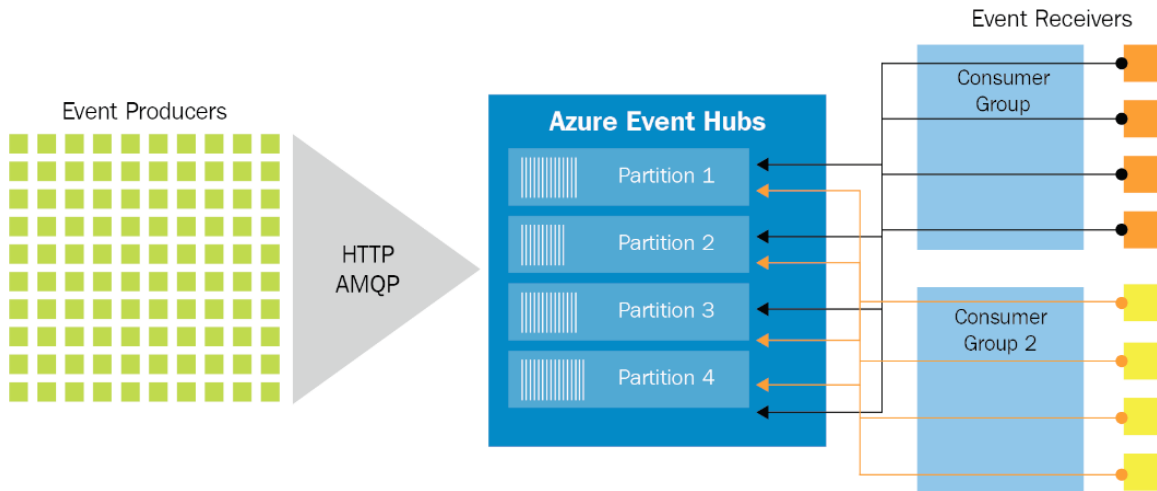 Event Producers
HTTP
AMQP
Azure Event Hubs
Partition 1
Partition 2
Partition 3
Partition 4
Event Receivers
Consumer
Group
Consumer
Group 2